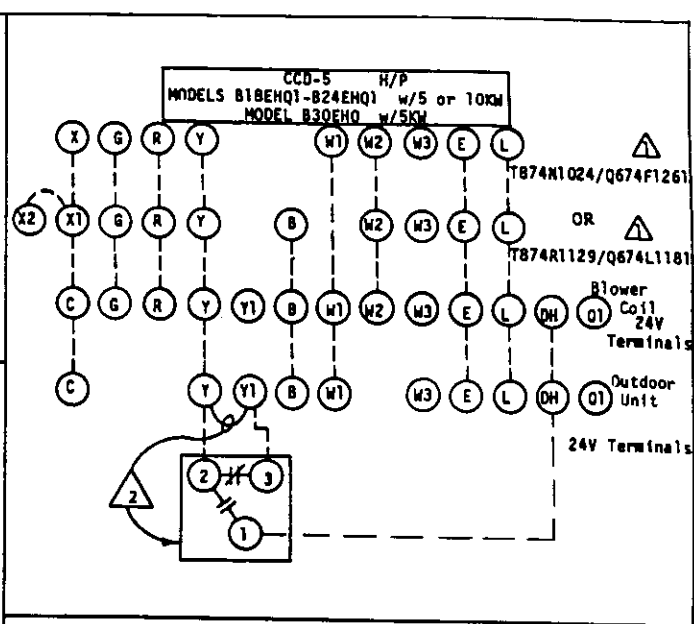 CCD-5 H/P
MODELS B18EHQ1-B24EHQ1 w/5 or 10KW
MODEL B30EHQ w/5KW
X G R Y W1 W2 W3 E L 1
T874N1024/Q674F1261
X2 X1 G R Y B W2 W3 E L OR 1
T874R1129/Q674L1181
C G R Y Y1 B W1 W2 W3 E L DH O1 Blower Coil 24V Terminals
C Y Y1 B W1 W3 E L DH O1 Outdoor Unit
24V Terminals
2 3
2
1